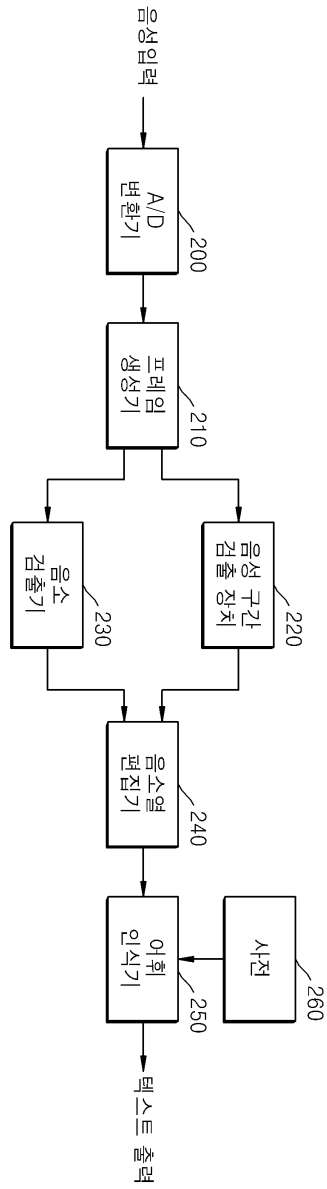 음성입력
A/D
변환기
200
프레임
생성기
210
음성 구간
검출 장치
220
음소
검출기
230
음소열
편집기
240
어휘
인식기
250
사전
260
텍스트 출력